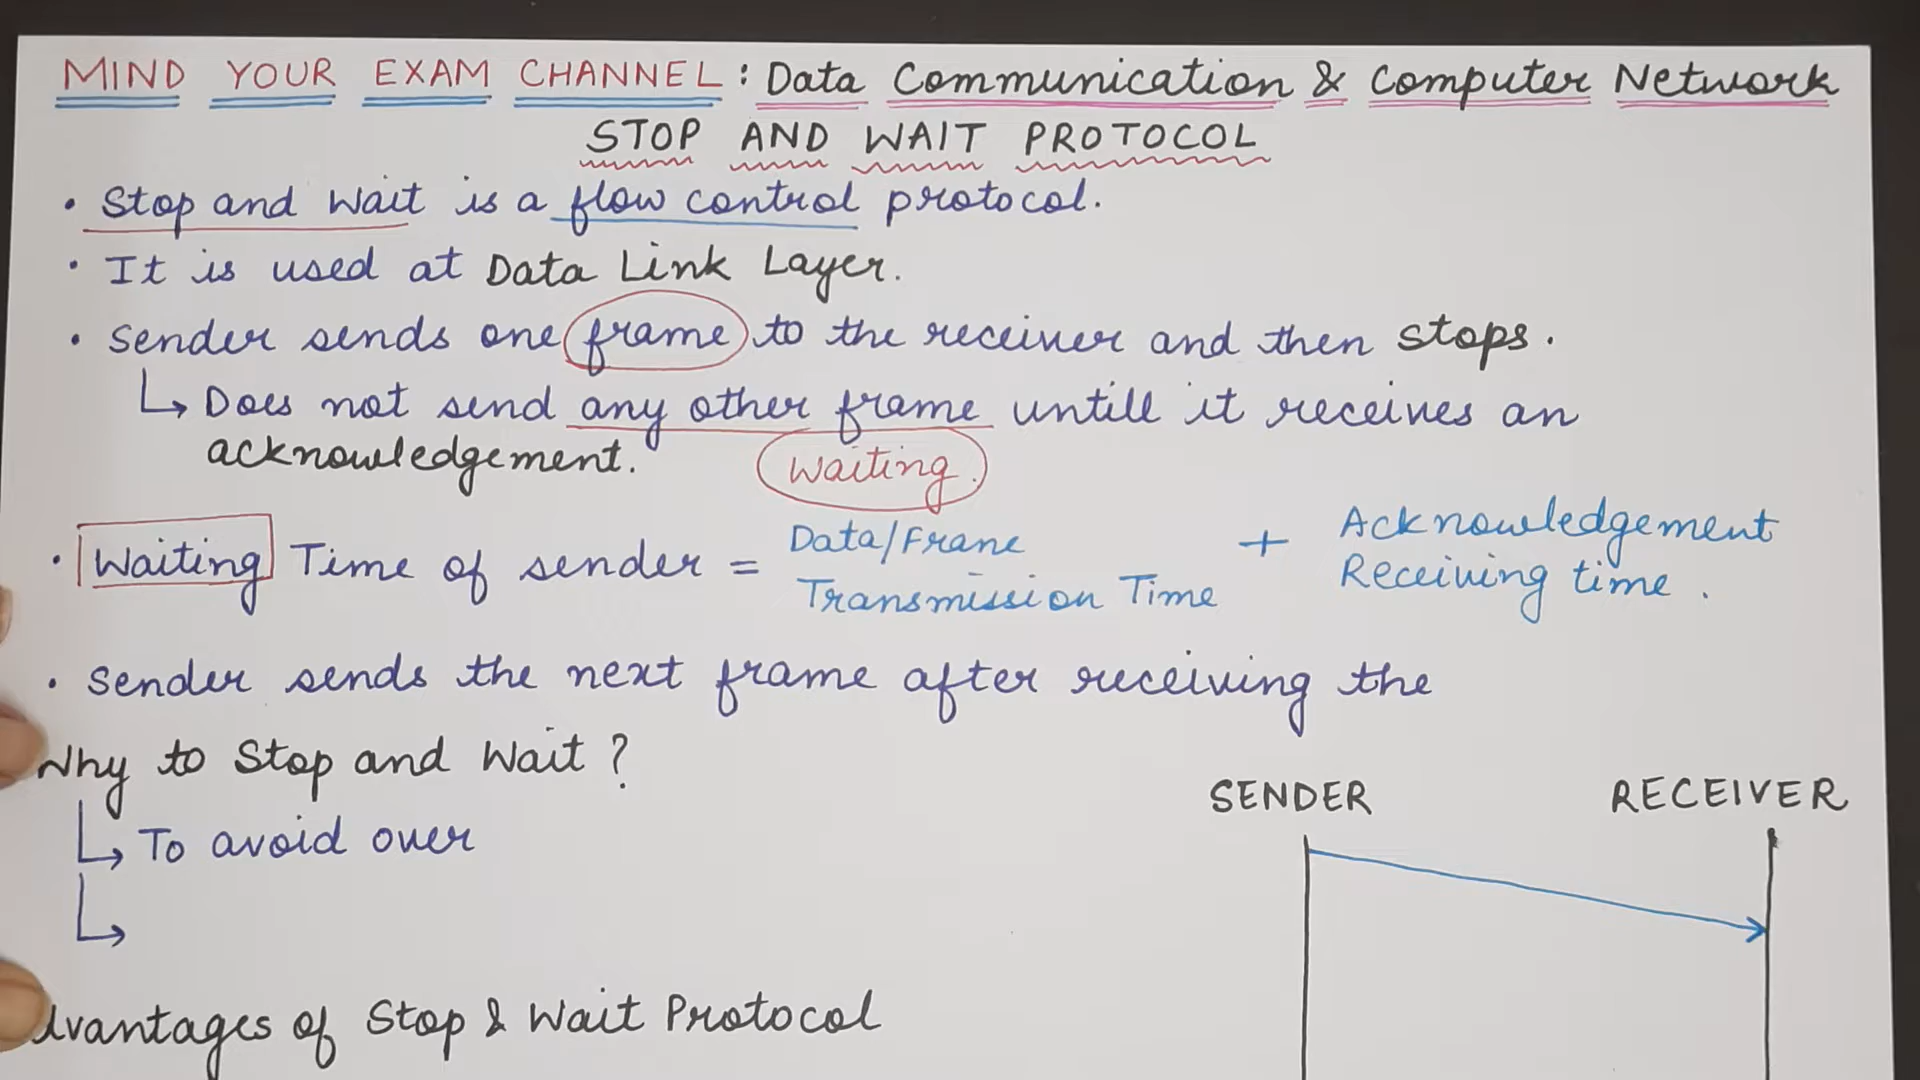 MIND YOUR EXAM CHANNEL : Data Communication & Computer Network
STOP AND WAIT PROTOCOL
• Stop and Wait is a flow control protocol.
• It is used at Data Link Layer.
• Sender sends one frame to the receiver and then stops.
↳ Does not send any other frame untill it receives an
acknowledgement.
Waiting.
• Waiting Time of sender = Data/Frane Transmission Time + Acknowledgement Receiving time.
• Sender sends the next frame after receiving the
Why to Stop and Wait ?
↳ To avoid over
↳
dvantages of Stop & Wait Protocol
SENDER RECEIVER